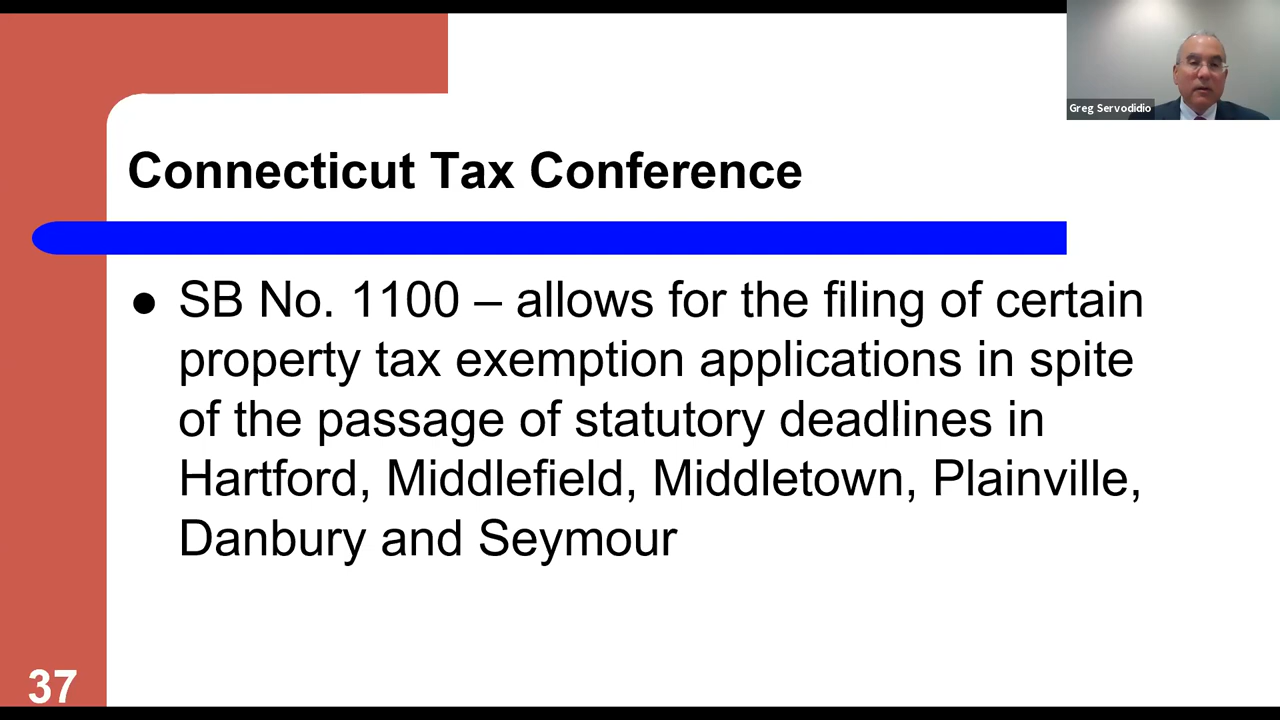 Greg Servodidio
Connecticut Tax Conference
● SB No. 1100 – allows for the filing of certain
property tax exemption applications in spite
of the passage of statutory deadlines in
Hartford, Middlefield, Middletown, Plainville,
Danbury and Seymour
37